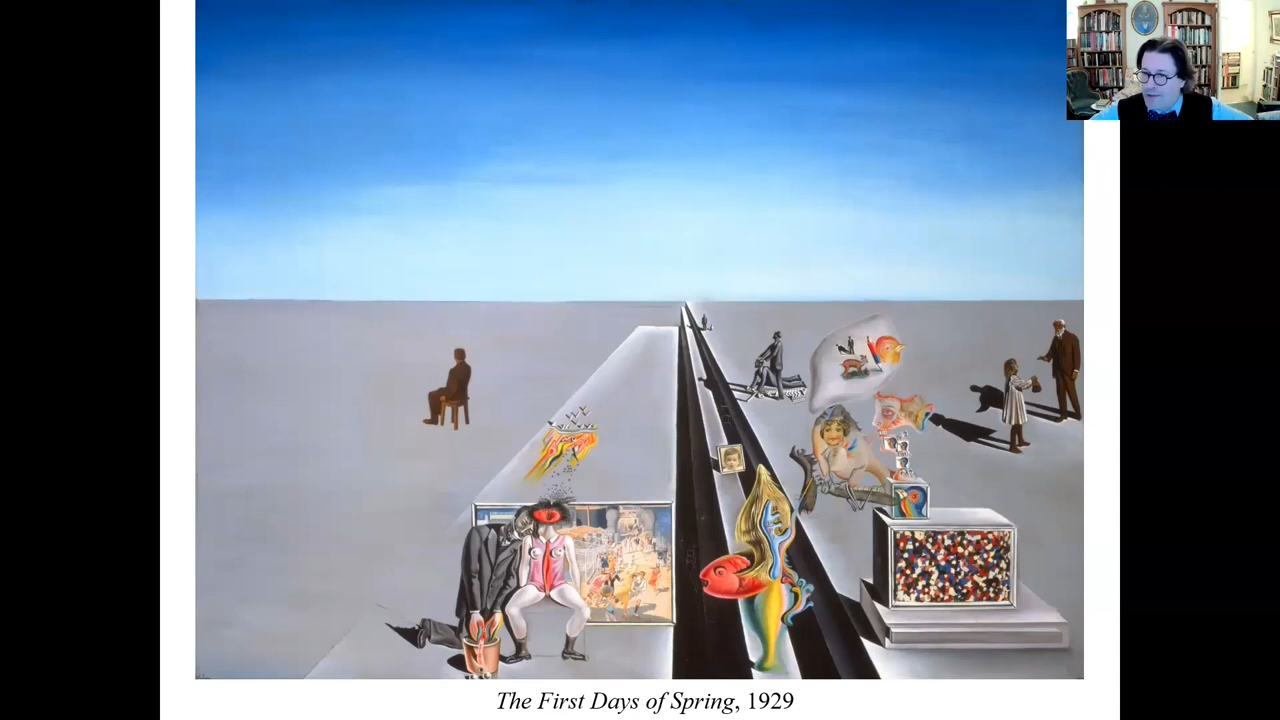 The First Days of Spring, 1929